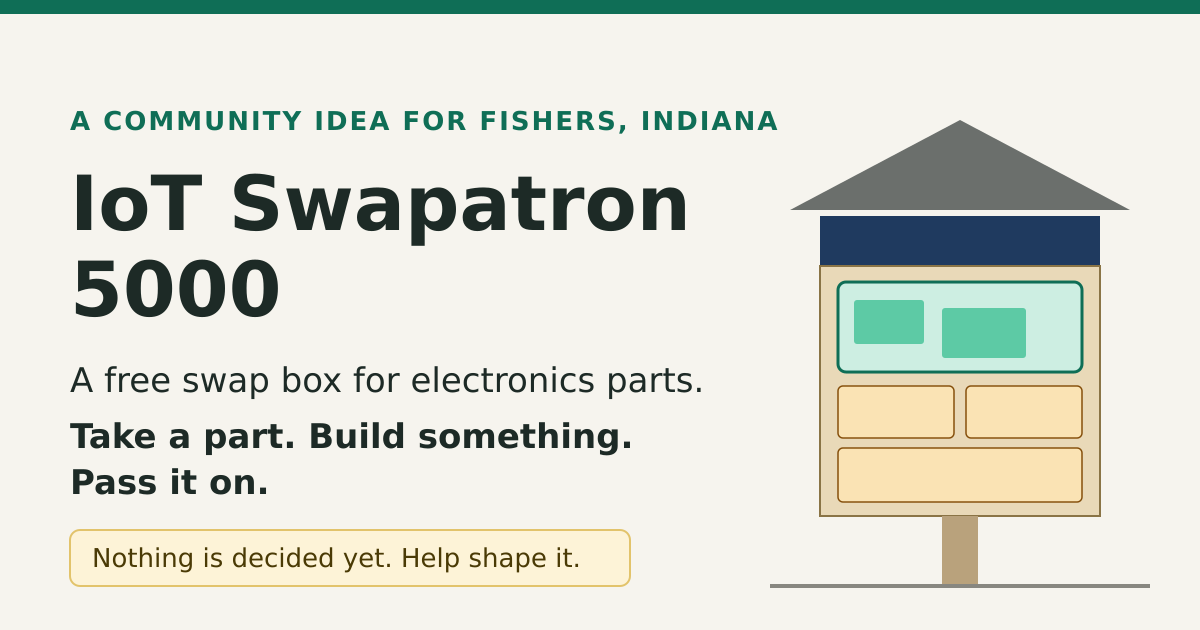 A COMMUNITY IDEA FOR FISHERS, INDIANA
IoT Swapatron
5000
A free swap box for electronics parts.
Take a part. Build something.
Pass it on.
Nothing is decided yet. Help shape it.